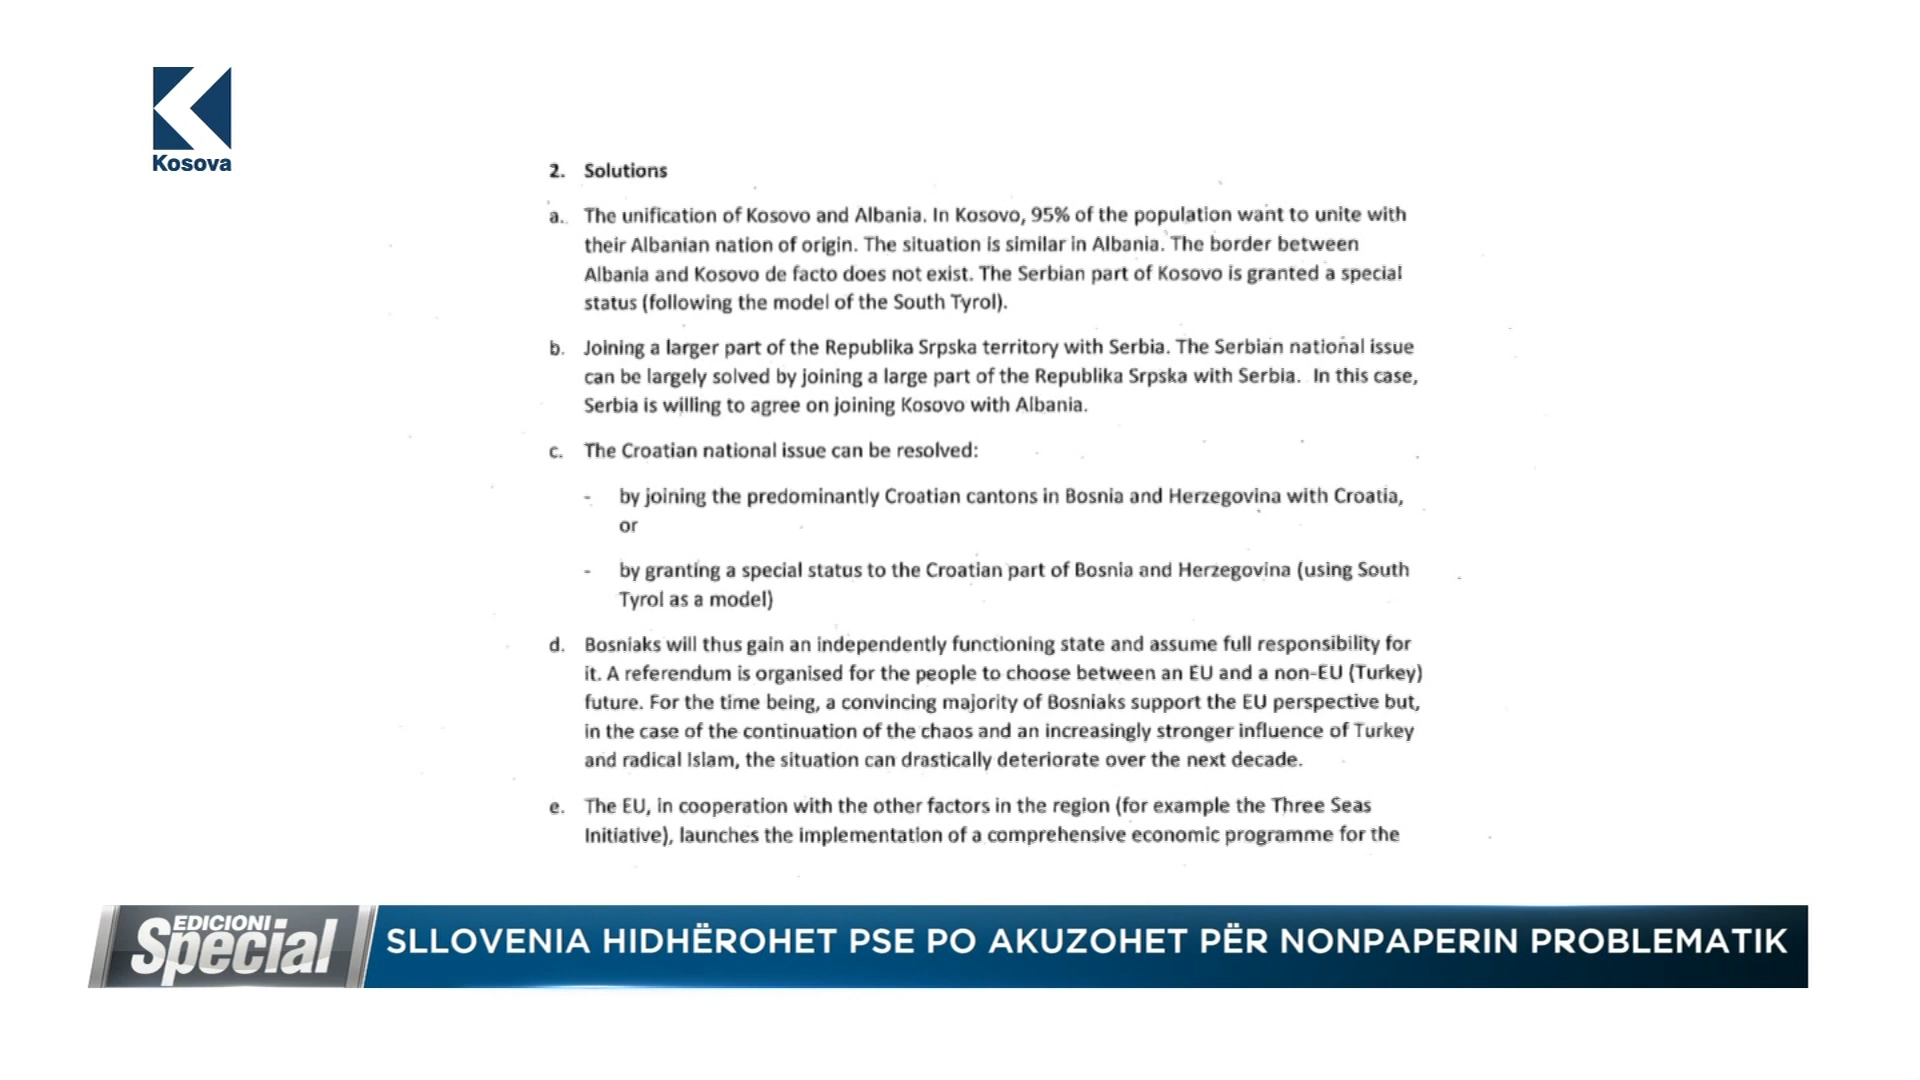 Kosova
2. Solutions
a. The unification of Kosovo and Albania. In Kosovo, 95% of the population want to unite with
their Albanian nation of origin. The situation is similar in Albania. The border between
Albania and Kosovo de facto does not exist. The Serbian part of Kosovo is granted a special
status (following the model of the South Tyrol).
b. Joining a larger part of the Republika Srpska territory with Serbia. The Serbian national issue
can be largely solved by joining a large part of the Republika Srpska with Serbia. In this case,
Serbia is willing to agree on joining Kosovo with Albania.
c. The Croatian national issue can be resolved:
- by joining the predominantly Croatian cantons in Bosnia and Herzegovina with Croatia,
or
- by granting a special status to the Croatian part of Bosnia and Herzegovina (using South
Tyrol as a model)
d. Bosniaks will thus gain an independently functioning state and assume full responsibility for
it. A referendum is organised for the people to choose between an EU and a non-EU (Turkey)
future. For the time being, a convincing majority of Bosniaks support the EU perspective but,
in the case of the continuation of the chaos and an increasingly stronger influence of Turkey
and radical Islam, the situation can drastically deteriorate over the next decade.
e. The EU, in cooperation with the other factors in the region (for example the Three Seas
Initiative), launches the implementation of a comprehensive economic programme for the
EDICIONI
Special
SLLOVENIA HIDHËROHET PSE PO AKUZOHET PËR NONPAPERIN PROBLEMATIK